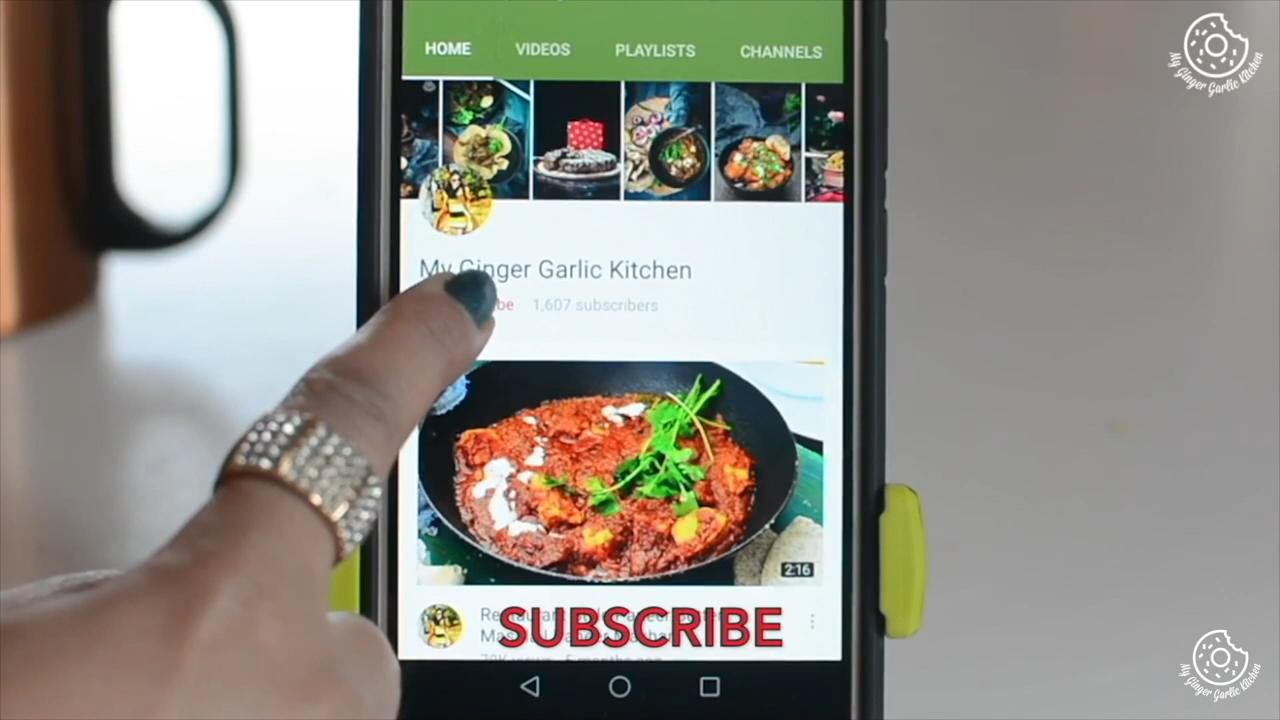 HOME VIDEOS PLAYLISTS CHANNELS
My Ginger Garlic Kitchen
My Ginger Garlic Kitchen
be 1,607 subscribers
2:16
SUBSCRIBE
My Ginger Garlic Kitchen